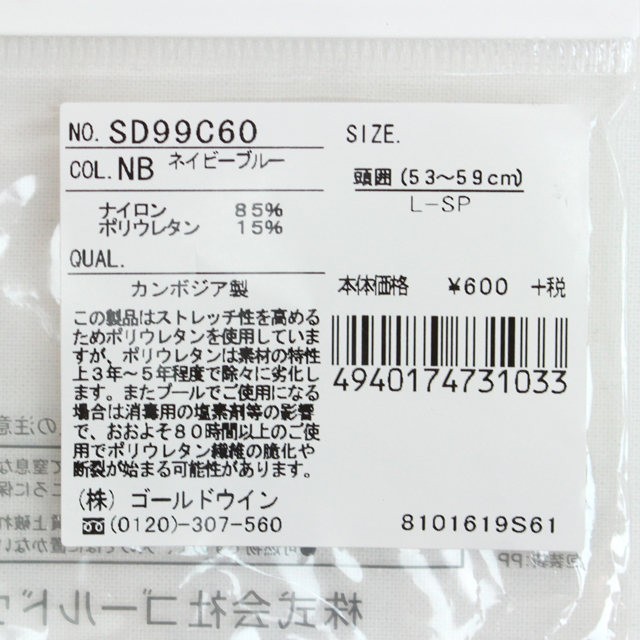 NO. SD99C60
COL. NB ネイビーブルー
ナイロン 85%
ポリウレタン 15%
QUAL.
カンボジア製
この製品はストレッチ性を高める
ためポリウレタンを使用していま
すが、ポリウレタンは素材の特性
上3年~5年程度で除々に劣化し
ます。またプールでご使用になる
場合は消毒用の塩素剤等の影響
で、おおよそ80時間以上のご使
用でポリウレタン繊維の脆化や
断裂が始まる可能性があります。
(株) ゴールドウイン
(0120)-307-560
SIZE.
頭囲(53~59cm)
L-SP
本体価格 ¥600 +税
4940174731033
8101619S61
株式会社ゴールド